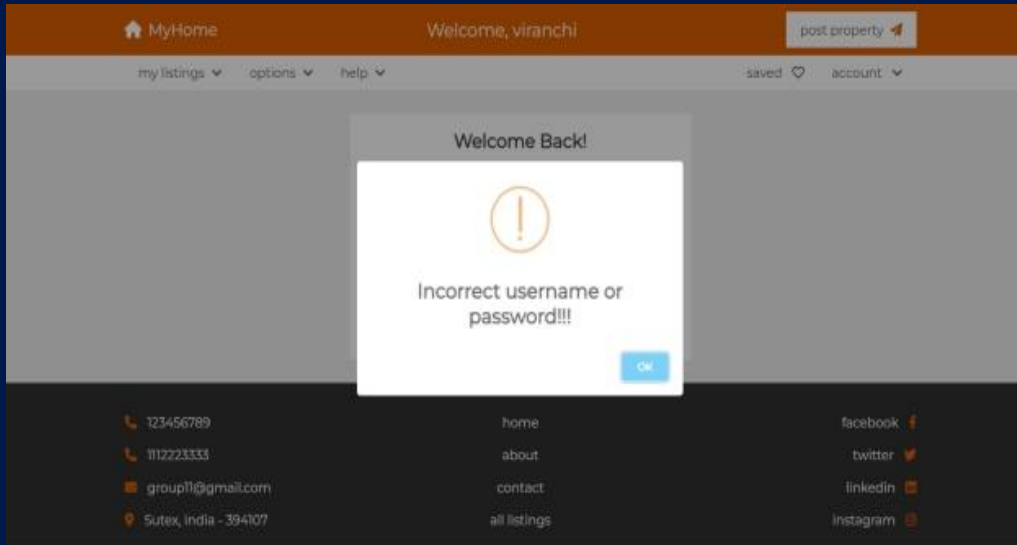 MyHome
Welcome, viranchi
post property
my listings
options
help
saved
account
Welcome Back!
Incorrect username or
password!!!
OK
123456789
1112223333
group11@gmail.com
Sutex, India - 394107
home
about
contact
all listings
facebook
twitter
linkedin
instagram